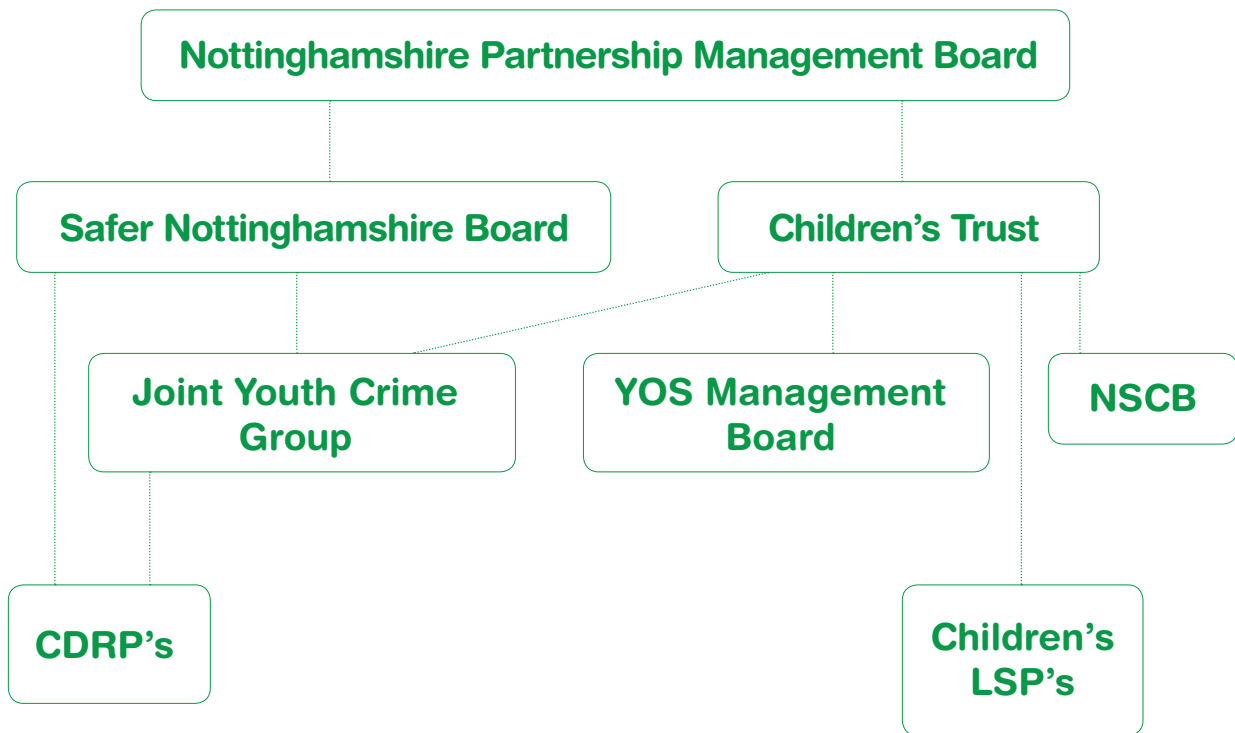 Nottinghamshire Partnership Management Board
Safer Nottinghamshire Board
Children’s Trust
Joint Youth Crime
Group
YOS Management
Board
NSCB
CDRP’s
Children’s
LSP’s